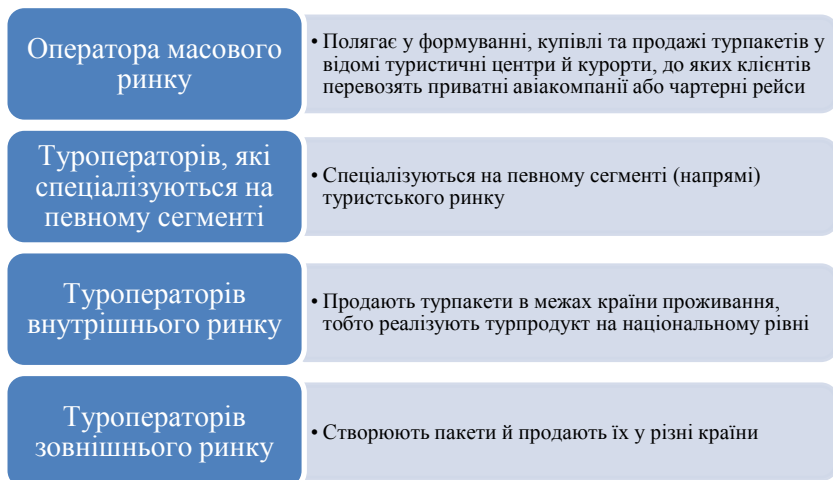 Оператора масового
ринку
• Полягає у формуванні, купівлі та продажі турпакетів у
відомі туристичні центри й курорти, до яких клієнтів
перевозять приватні авіакомпанії або чартерні рейси
Туроператорів, які
спеціалізуються на
певному сегменті
• Спеціалізуються на певному сегменті (напрямі)
туристського ринку
Туроператорів
внутрішнього ринку
• Продають турпакети в межах країни проживання,
тобто реалізують турпродукт на національному рівні
Туроператорів
зовнішнього ринку
• Створюють пакети й продають їх у різні країни